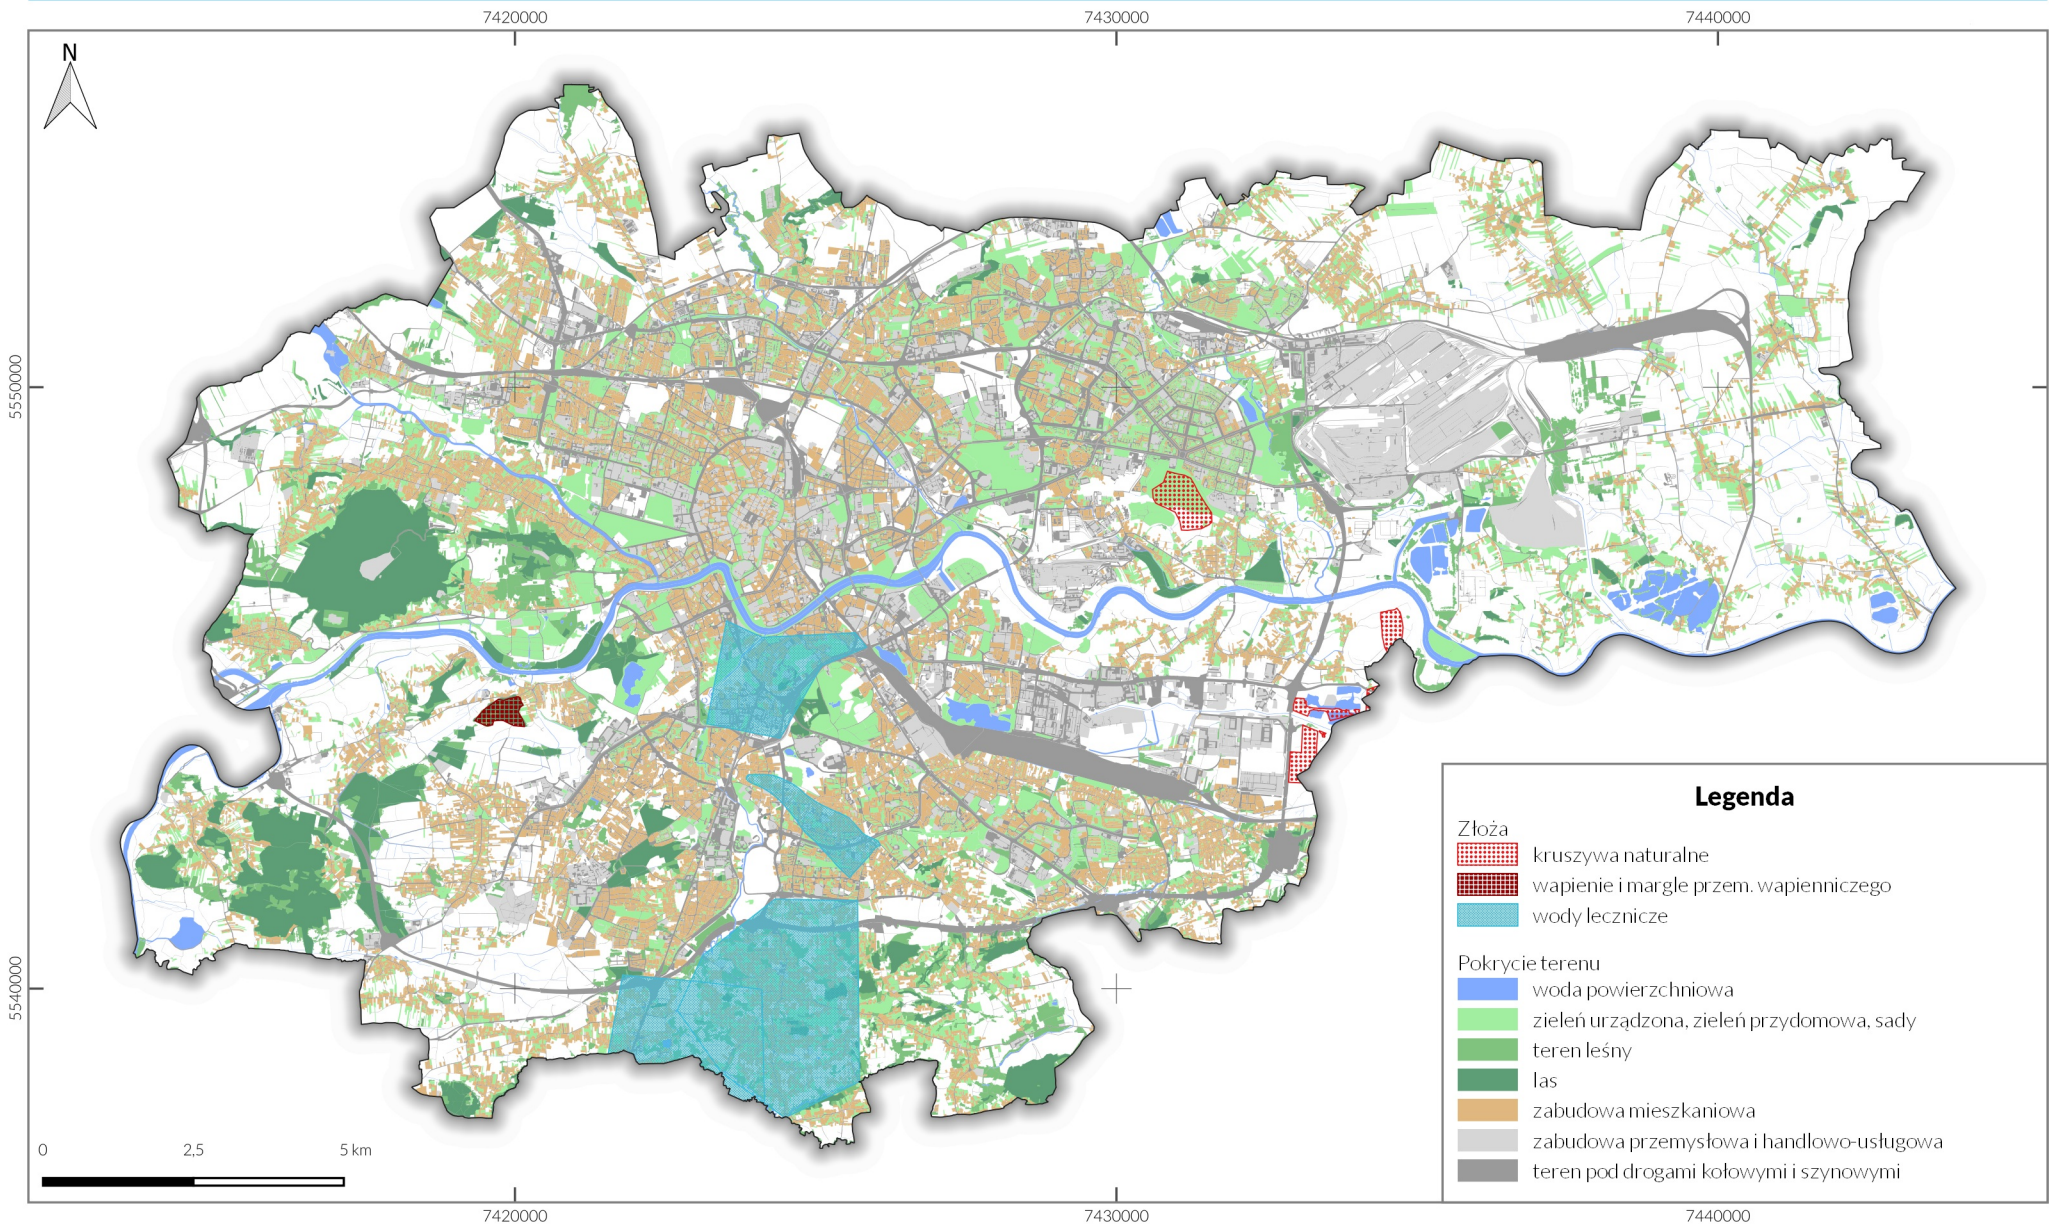 7420000
7430000
7440000
N
5550000
5540000
0
2,5
5 km
Legenda
Złoża
kruszywa naturalne
wapienie i margle przem. wapienniczego
wody lecznicze
Pokrycie terenu
woda powierzchniowa
zieleń urządzona, zieleń przydomowa, sady
teren leśny
las
zabudowa mieszkaniowa
zabudowa przemysłowa i handlowo-usługowa
teren pod drogami kołowymi i szynowymi
7420000
7430000
7440000